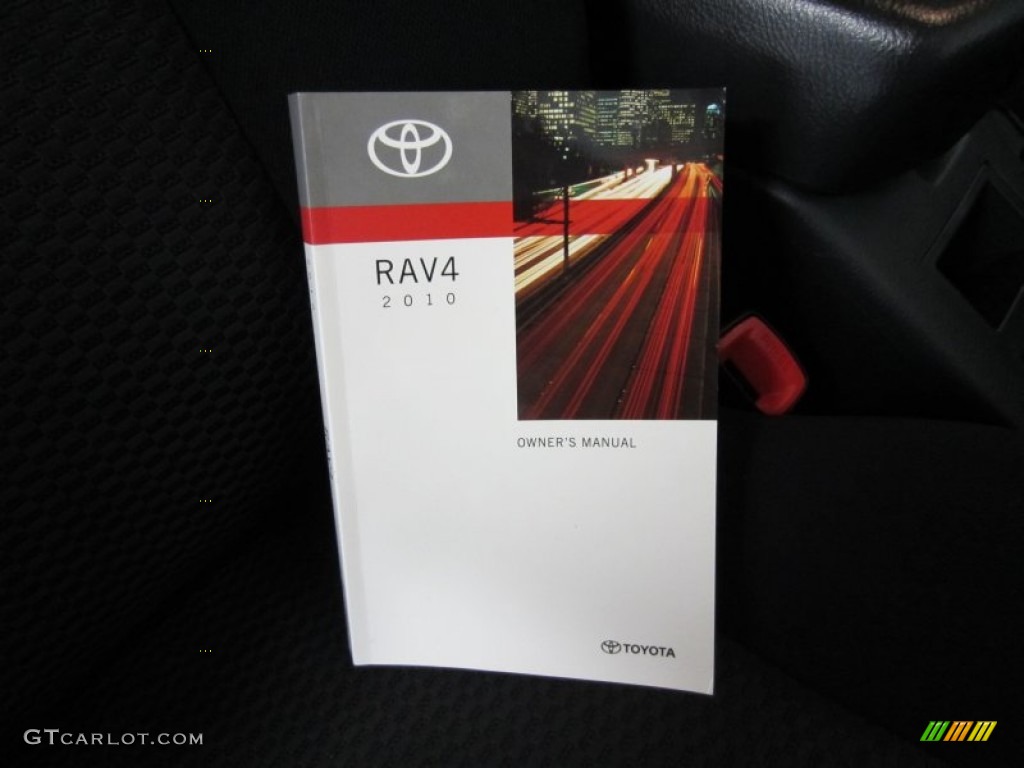 RAV4
2010
OWNER'S MANUAL
TOYOTA
GTCARLOT.COM